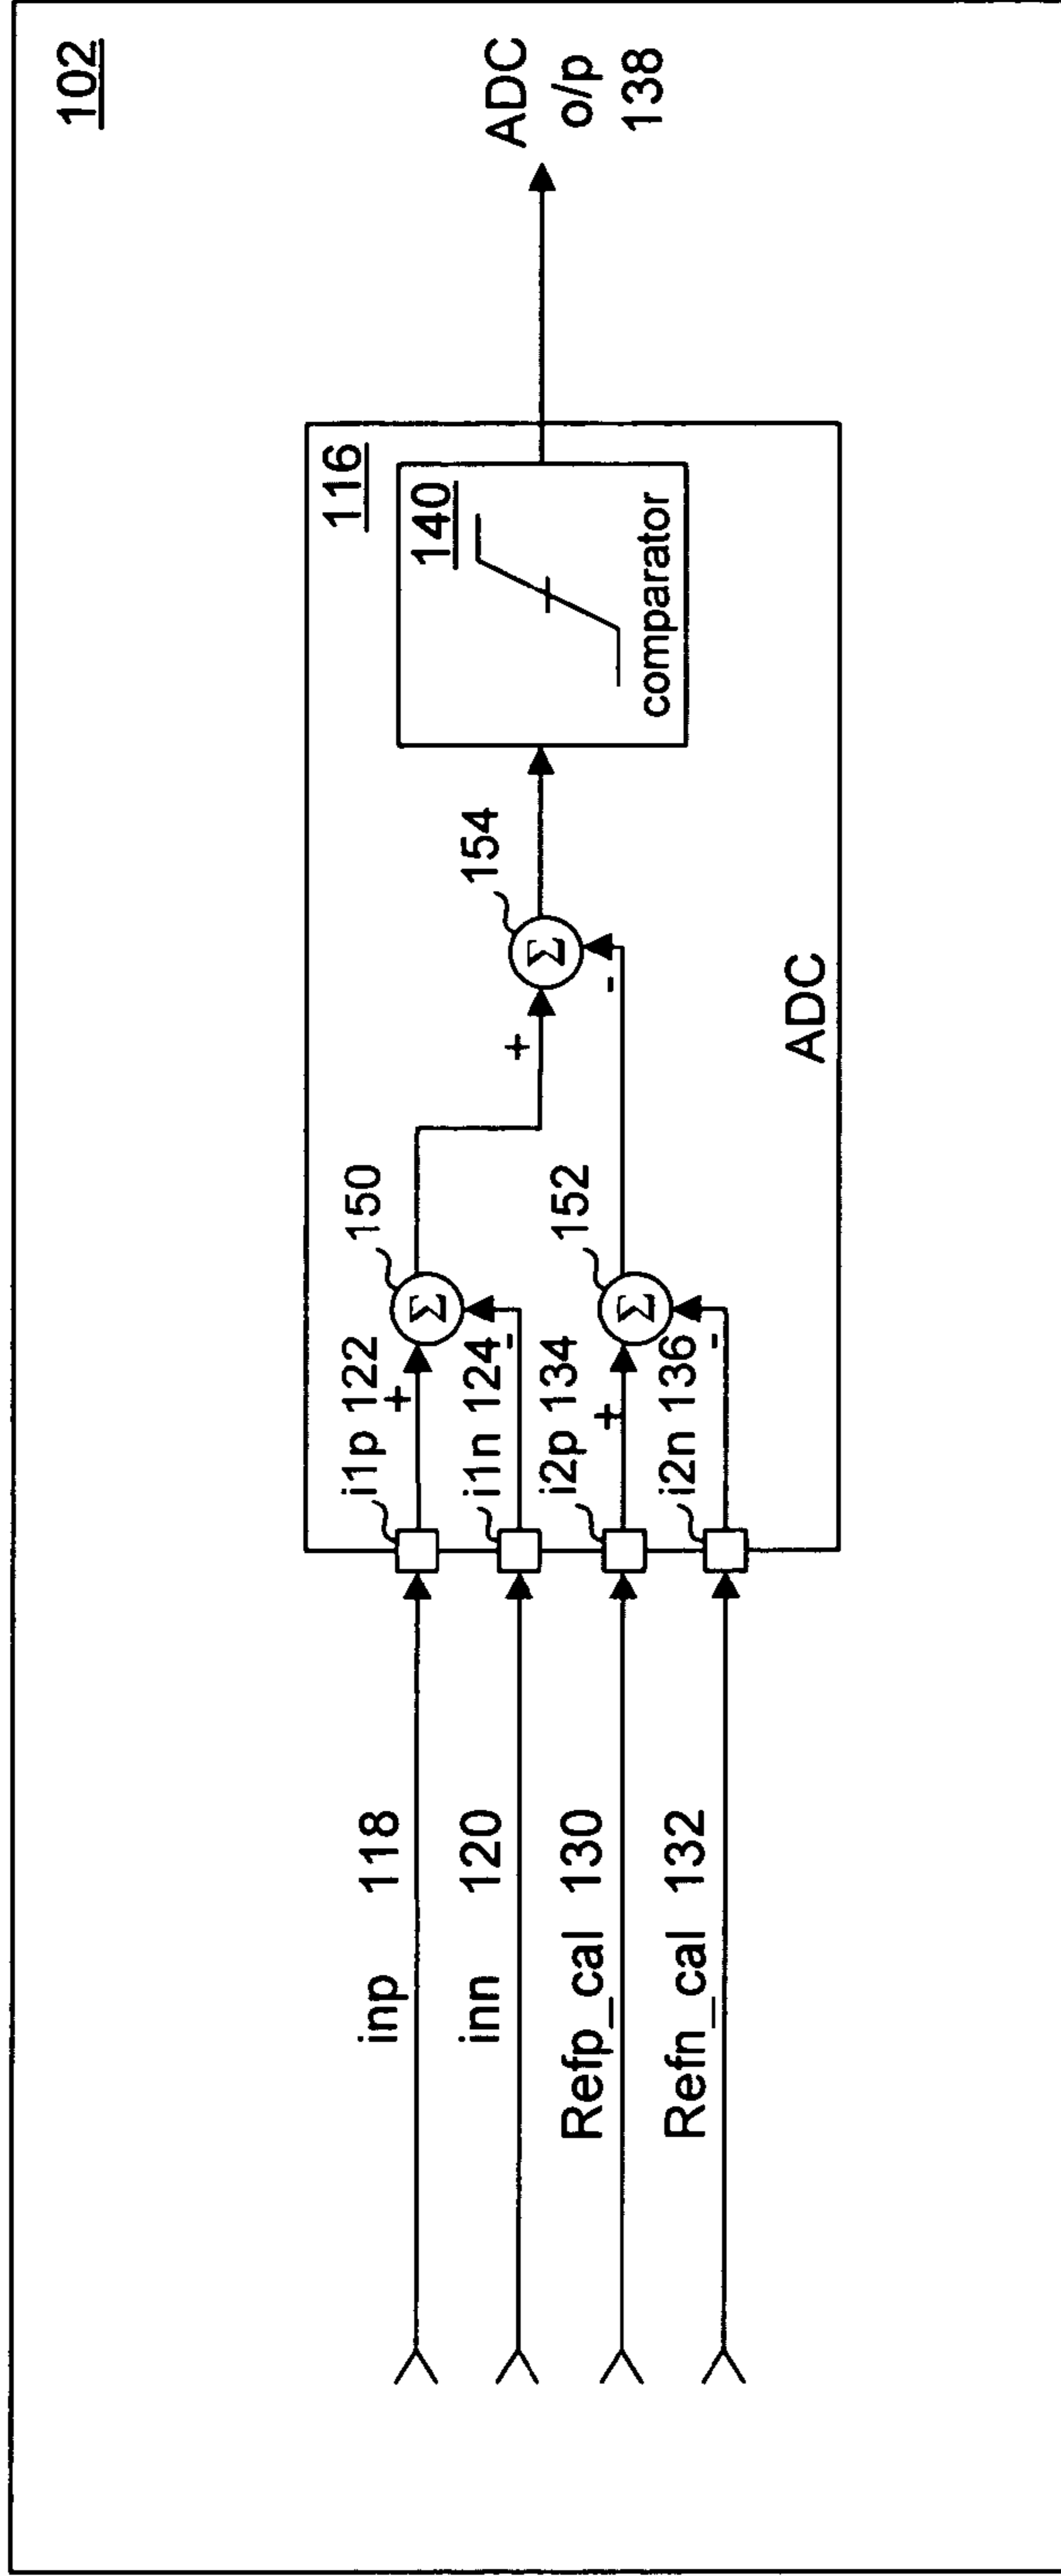 102
ADC
o/p
138
116
140
comparator
154
+
-
150
152
i1p 122
+
i1n 124
-
i2p 134
+
i2n 136
-
ADC
inp 118
inn 120
Refp_cal 130
Refn_cal 132
Σ
Σ
Σ